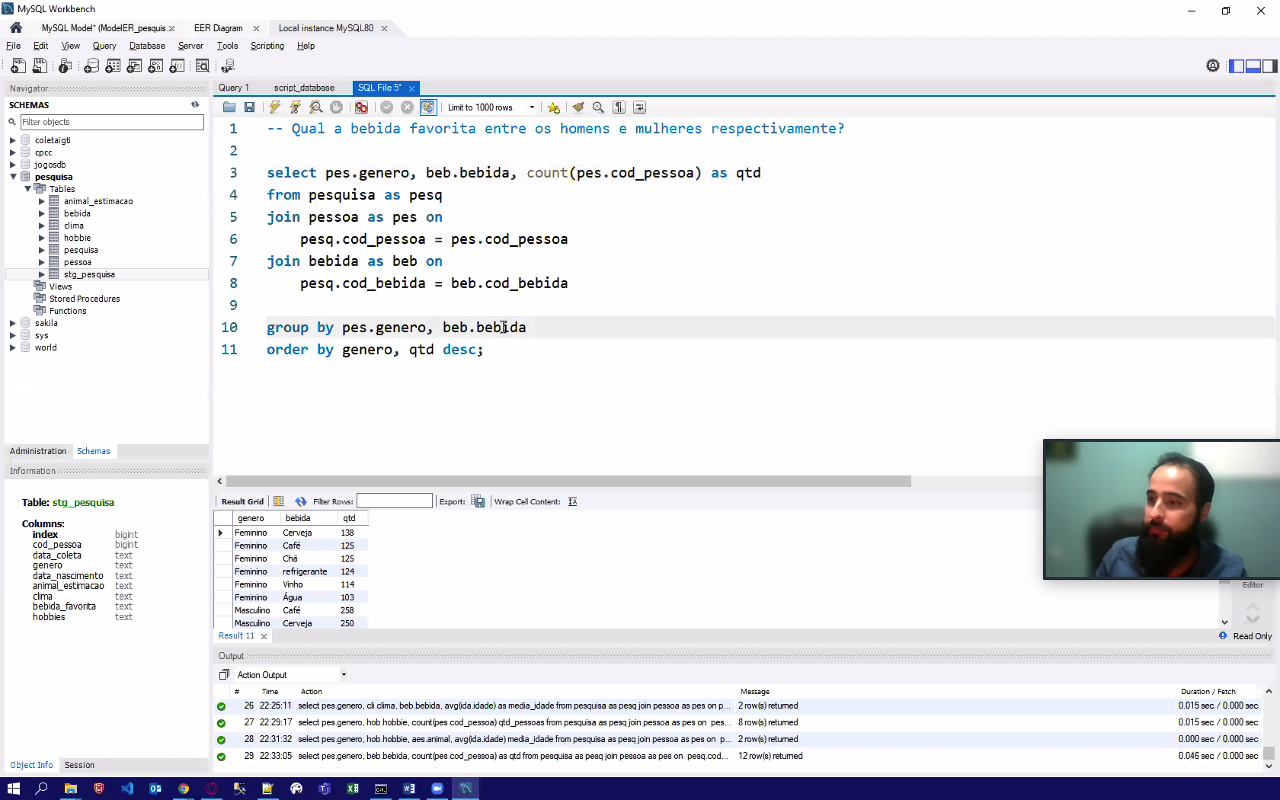 MySQL Workbench
MySQL Model* (ModelER_pesquis... × EER Diagram × Local instance MySQL80 ×
File Edit View Query Database Server Tools Scripting Help
Navigator
SCHEMAS
Filter objects
coletaigti
cpcc
jogosdb
pesquisa
Tables
animal_estimacao
bebida
clima
hobbie
pesquisa
pessoa
stg_pesquisa
Views
Stored Procedures
Functions
sakila
sys
world
Administration Schemas
Information
Table: stg_pesquisa
Columns:
index bigint
cod_pessoa bigint
data_coleta text
genero text
data_nascimento text
animal_estimacao text
clima text
bebida_favorita text
hobbies text
Object Info Session
Query 1 script_database SQL File 5* ×
Limit to 1000 rows
1 -- Qual a bebida favorita entre os homens e mulheres respectivamente?
2
3 select pes.genero, beb.bebida, count(pes.cod_pessoa) as qtd
4 from pesquisa as pesq
5 join pessoa as pes on
6 pesq.cod_pessoa = pes.cod_pessoa
7 join bebida as beb on
8 pesq.cod_bebida = beb.cod_bebida
9
10 group by pes.genero, beb.bebida
11 order by genero, qtd desc;
Result Grid Filter Rows: Export: Wrap Cell Content:
genero bebida qtd
Feminino Cerveja 138
Feminino Café 125
Feminino Chá 125
Feminino refrigerante 124
Feminino Vinho 114
Feminino Água 103
Masculino Café 258
Masculino Cerveja 250
Editor
Result 11 × Read Only
Output
Action Output
# Time Action Message Duration / Fetch
26 22:25:11 select pes.genero, cli.clima, beb.bebida, avg(ida.idade) as media_idade from pesquisa as pesq join pessoa as pes on p... 2 row(s) returned 0.015 sec / 0.000 sec
27 22:29:17 select pes.genero, hob.hobbie, count(pes.cod_pessoa) qtd_pessoas from pesquisa as pesq join pessoa as pes on pes... 8 row(s) returned 0.015 sec / 0.000 sec
28 22:31:32 select pes.genero, hob.hobbie, aes.animal, avg(ida.idade) media_idade from pesquisa as pesq join pessoa as pes on p... 2 row(s) returned 0.000 sec / 0.000 sec
29 22:33:05 select pes.genero, beb.bebida, count(pes.cod_pessoa) as qtd from pesquisa as pesq join pessoa as pes on pesq.cod... 12 row(s) returned 0.046 sec / 0.000 sec